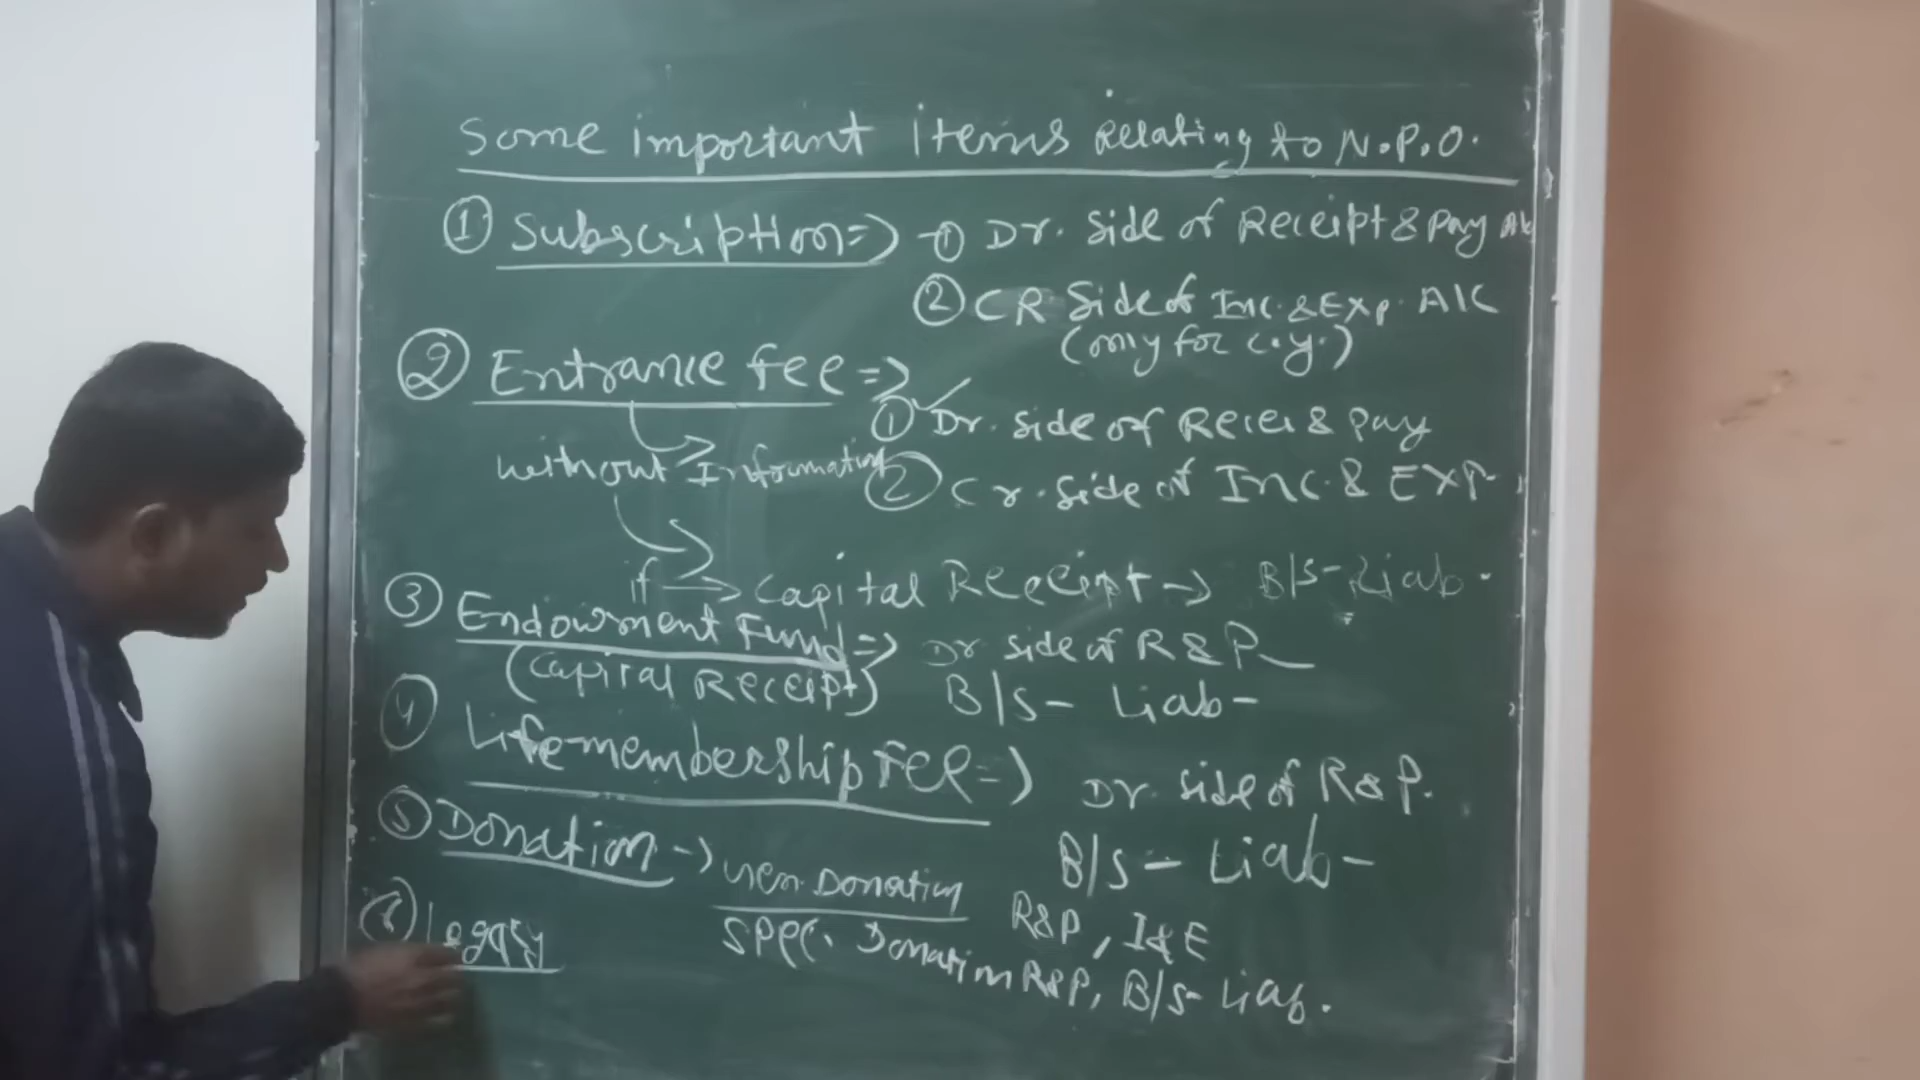 Some important Items Relating to N.P.O.
① Subscription => ① Dr. Side of Receipt & Pay A/c
② CR Side of Inc. & Exp. A/C
(only for c.y.)
② Entrance fee =>
① Dr. Side of Recei & Pay
without Information
② Cr. Side of Inc. & EXP.
if -> Capital Receipt -> B/S - Liab.
③ Endowment Fund => Dr side of R & P
(Capital Receipt) B/S - Liab -
④ Life membership Fee => Dr. side of R & P.
B/S - Liab -
⑤ Donation -> Gen. Donation R&P, I & E
Spec. Donation R&P, B/S - Liab.
⑥ Legacy